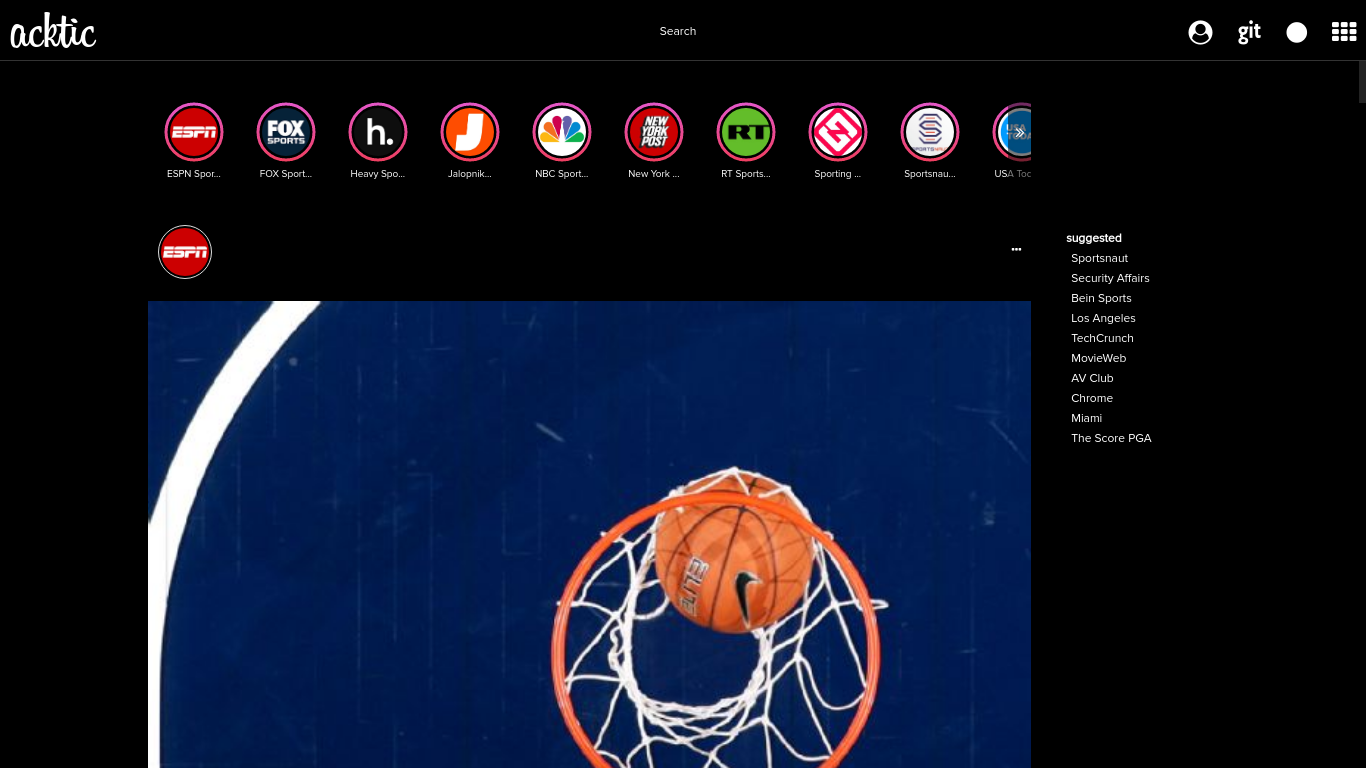 acktic
Search
git
ESPN
FOX
SPORTS
h.
J
NEW
YORK
POST
RT
ESPN Spor...
FOX Sport...
Heavy Spo...
Jalopnik...
NBC Sport...
New York ...
RT Sports...
Sporting ...
Sportsnau...
USA Toc
ESPN
...
suggested
Sportsnaut
Security Affairs
Bein Sports
Los Angeles
TechCrunch
MovieWeb
AV Club
Chrome
Miami
The Score PGA
ELITE